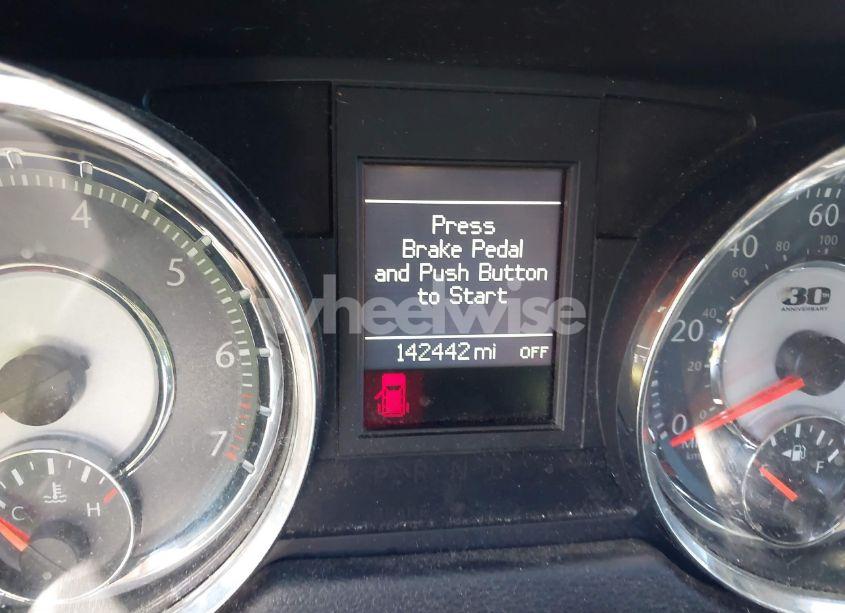 Press
Brake Pedal
and Push Button
to Start
142442 mi OFF
wheelwise
4
5
6
7
C H
0
20
40
60
0
20
40
60
80
100
30
ANNIVERSARY
F